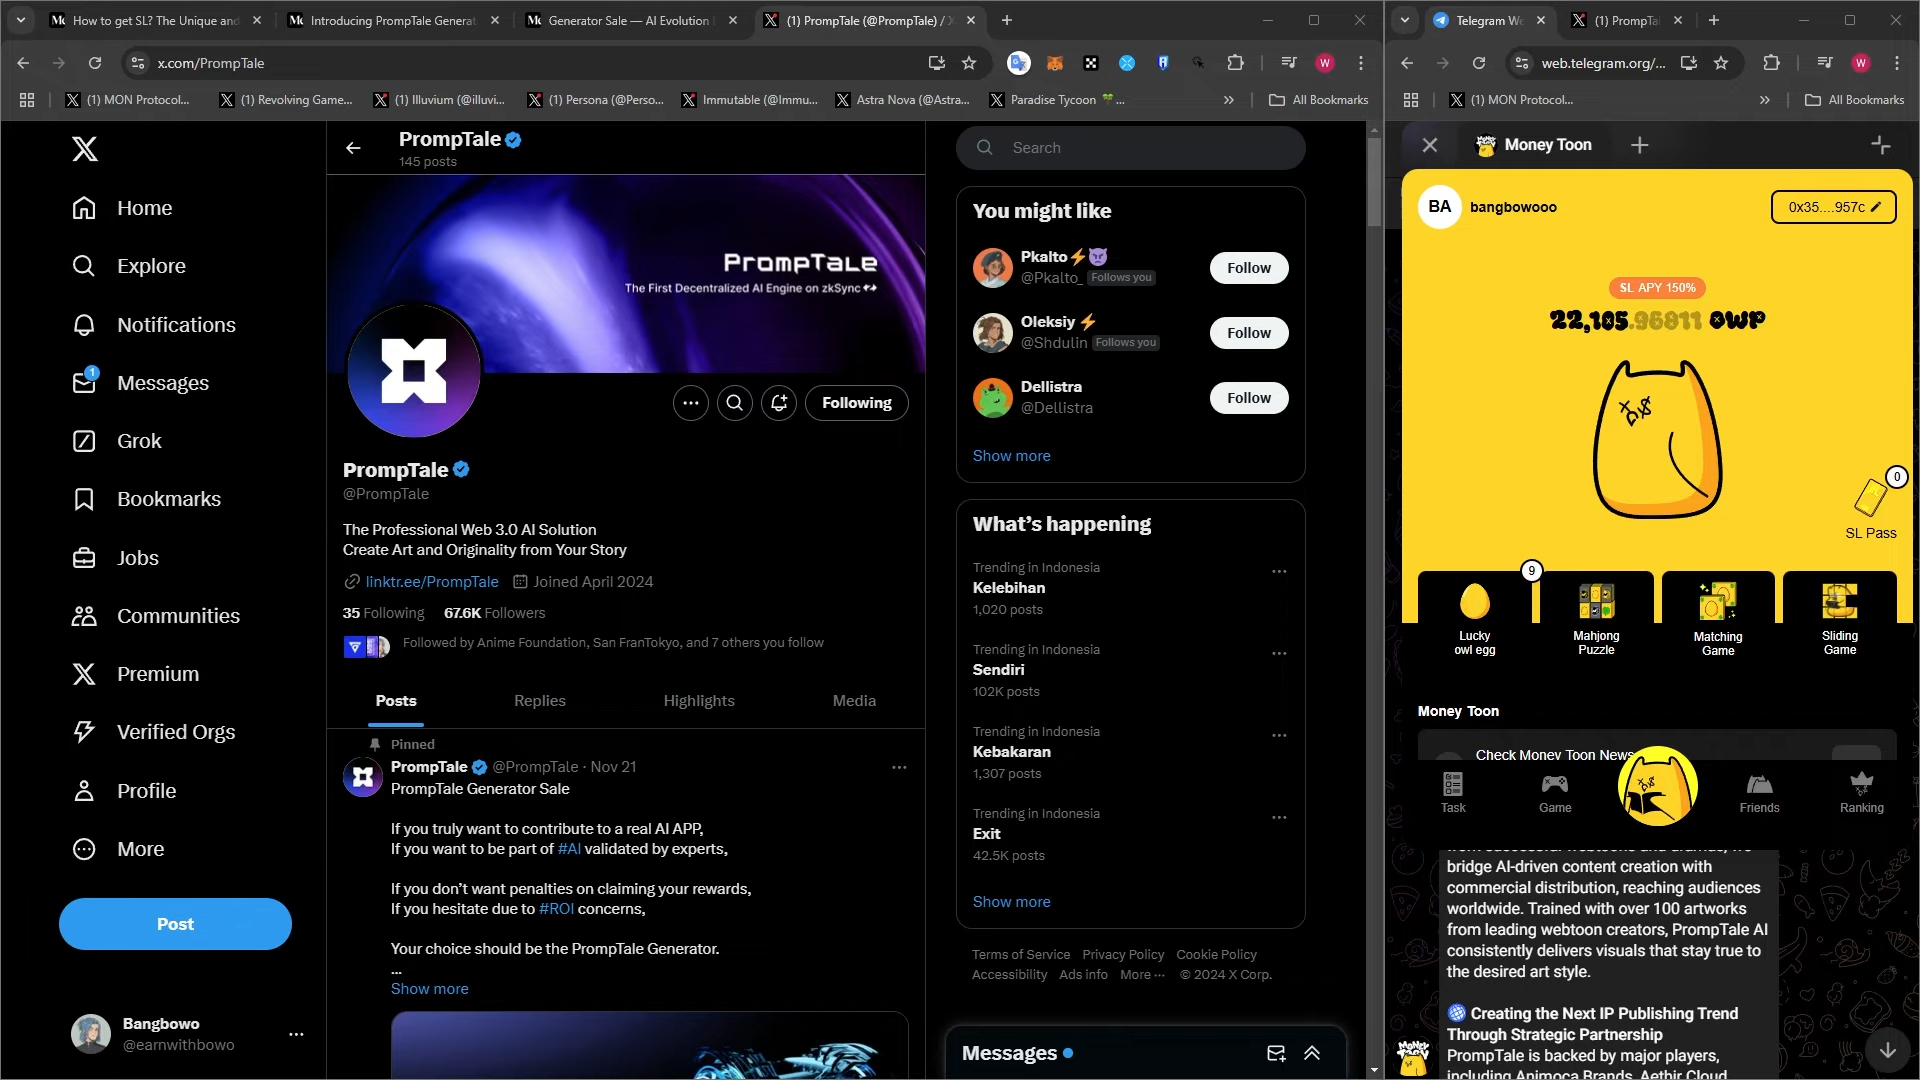 How to get SL? The Unique and
Introducing PrompTale Generat
Generator Sale — AI Evolution
(1) PrompTale (@PrompTale) / X
x.com/PrompTale
(1) MON Protocol...
(1) Revolving Game...
(1) Illuvium (@illuvi...
(1) Persona (@Perso...
Immutable (@Immu...
Astra Nova (@Astra...
Paradise Tycoon 🌴...
All Bookmarks
Home
Explore
Notifications
1
Messages
Grok
Bookmarks
Jobs
Communities
Premium
Verified Orgs
Profile
More
Post
Bangbowo
@earnwithbowo
PrompTale
145 posts
PrompTale
The First Decentralized AI Engine on zkSync
Following
PrompTale
@PrompTale
The Professional Web 3.0 AI Solution
Create Art and Originality from Your Story
linktr.ee/PrompTale Joined April 2024
35 Following 67.6K Followers
Followed by Anime Foundation, San FranTokyo, and 7 others you follow
Posts Replies Highlights Media
Pinned
PrompTale @PrompTale · Nov 21
PrompTale Generator Sale
If you truly want to contribute to a real AI APP,
If you want to be part of #AI validated by experts,
If you don't want penalties on claiming your rewards,
If you hesitate due to #ROI concerns,
Your choice should be the PrompTale Generator.
...
Show more
Search
You might like
Pkalto⚡😈
@Pkalto_ Follows you
Follow
Oleksiy ⚡
@Shdulin Follows you
Follow
Dellistra
@Dellistra
Follow
Show more
What's happening
Trending in Indonesia
Kelebihan
1,020 posts
Trending in Indonesia
Sendiri
102K posts
Trending in Indonesia
Kebakaran
1,307 posts
Trending in Indonesia
Exit
42.5K posts
Show more
Terms of Service Privacy Policy Cookie Policy
Accessibility Ads info More ··· © 2024 X Corp.
Messages
Telegram We
(1) PrompTa
web.telegram.org/...
(1) MON Protocol...
All Bookmarks
Money Toon
BA bangbowooo
0x35....957c
SL APY 150%
22,185.96811 OWP
0
SL Pass
9
Lucky
owl egg
Mahjong
Puzzle
Matching
Game
Sliding
Game
Money Toon
Check Money Toon News
Task
Game
Friends
Ranking
bridge AI-driven content creation with
commercial distribution, reaching audiences
worldwide. Trained with over 100 artworks
from leading webtoon creators, PrompTale AI
consistently delivers visuals that stay true to
the desired art style.
🌐 Creating the Next IP Publishing Trend
Through Strategic Partnership
PrompTale is backed by major players,
including Animoca Brands, Aethir Cloud